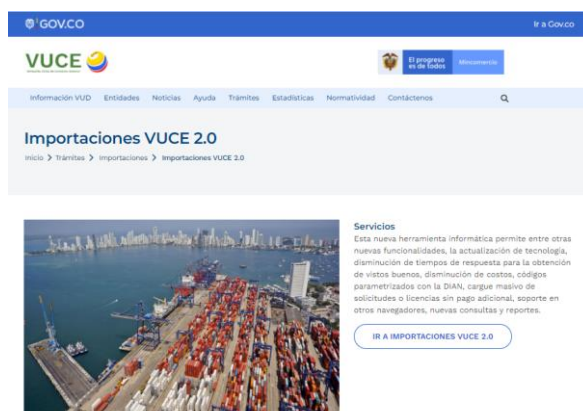 GOV.CO
Ir a Gov.co
VUCE
El progreso
es de todos
Mincomercio
Información VUD Entidades Noticias Ayuda Trámites Estadísticas Normatividad Contáctenos
Importaciones VUCE 2.0
Inicio > Trámites > Importaciones > Importaciones VUCE 2.0
Servicios
Esta nueva herramienta informática permite entre otras
nuevas funcionalidades, la actualización de tecnología,
disminución de tiempos de respuesta para la obtención
de vistos buenos, disminución de costos, códigos
parametrizados con la DIAN, cargue masivo de
solicitudes o licencias sin pago adicional, soporte en
otros navegadores, nuevas consultas y reportes.
IR A IMPORTACIONES VUCE 2.0